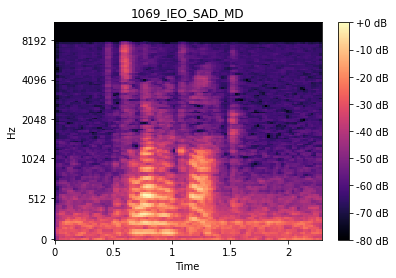 1069_IEO_SAD_MD
+0 dB
8192
-10 dB
4096
-20 dB
-30 dB
2048
Hz
-40 dB
1024
-50 dB
512
-60 dB
-70 dB
0
-80 dB
0 0.5 1 1.5 2
Time